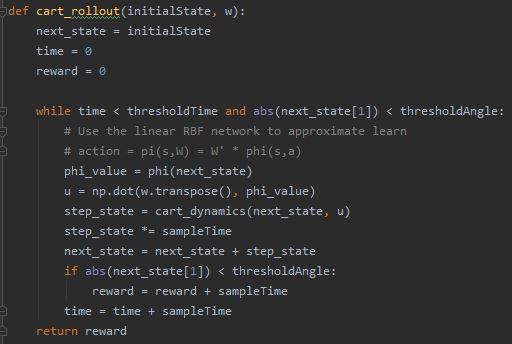 def cart_rollout(initialState, w):
    next_state = initialState
    time = 0
    reward = 0

    while time < thresholdTime and abs(next_state[1]) < thresholdAngle:
        # Use the linear RBF network to approximate learn
        # action = pi(s,W) = W' * phi(s,a)
        phi_value = phi(next_state)
        u = np.dot(w.transpose(), phi_value)
        step_state = cart_dynamics(next_state, u)
        step_state *= sampleTime
        next_state = next_state + step_state
        if abs(next_state[1]) < thresholdAngle:
            reward = reward + sampleTime
        time = time + sampleTime
    return reward